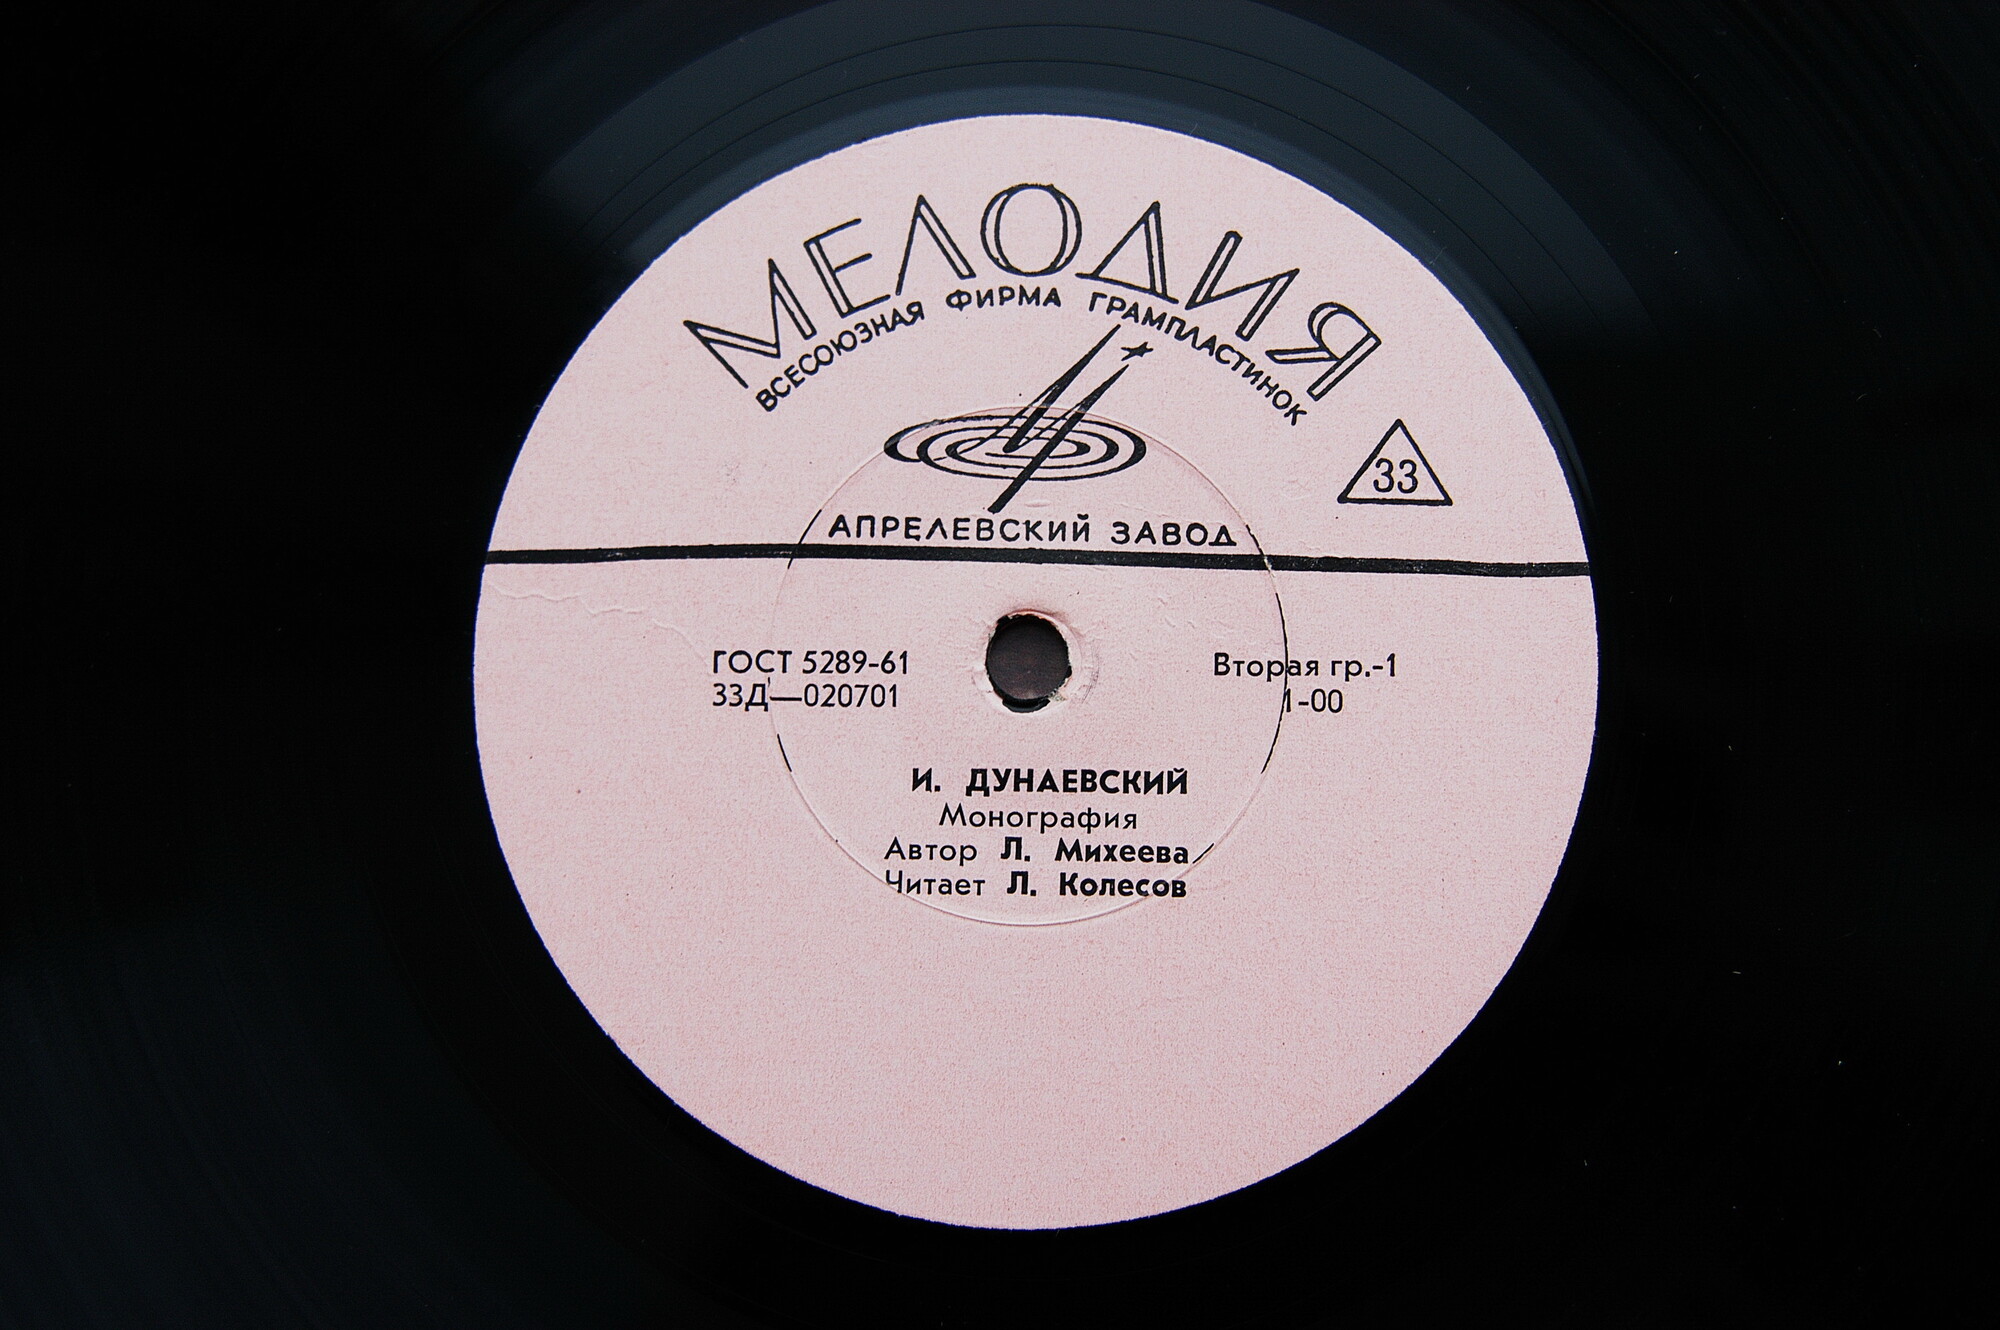 МЕЛОДИЯ
ВСЕСОЮЗНАЯ ФИРМА ГРАМПЛАСТИНОК
33
АПРЕЛЕВСКИЙ ЗАВОД
ГОСТ 5289-61
33Д—020701
Вторая гр.-1
1-00
И. ДУНАЕВСКИЙ
Монография
Автор Л. Михеева
Читает Л. Колесов